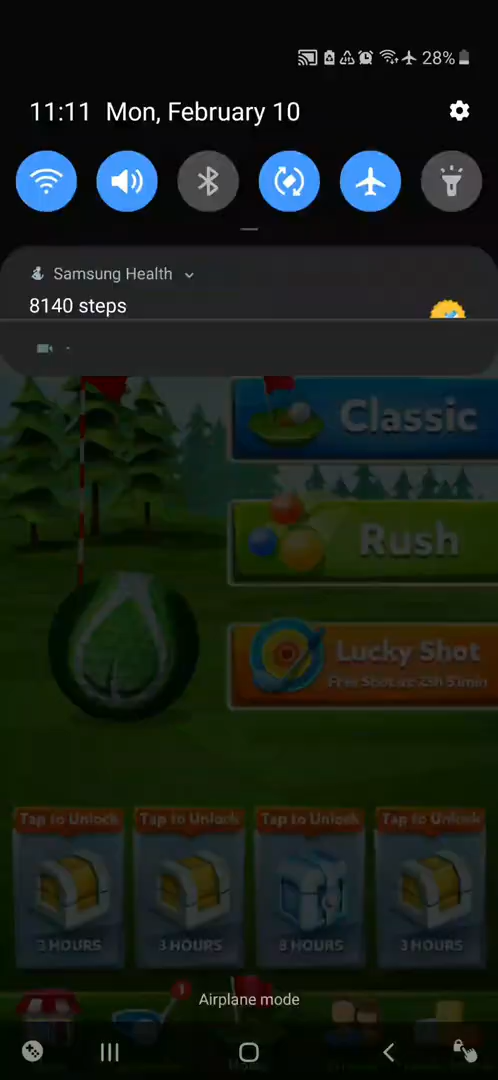 28%
11:11 Mon, February 10
Samsung Health
8140 steps
Classic
Rush
Lucky Shot
Free Shot in: 23h 51min
Tap to Unlock
Tap to Unlock
Tap to Unlock
Tap to Unlock
3 HOURS
3 HOURS
8 HOURS
3 HOURS
1
Airplane mode